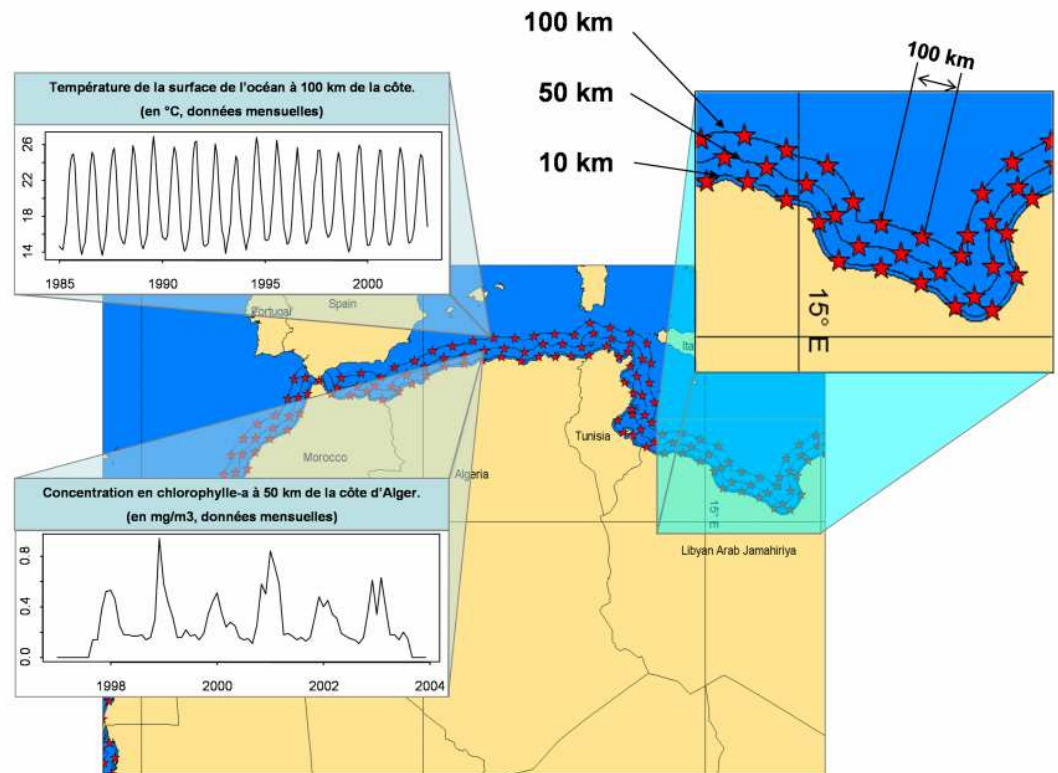 100 km
50 km
10 km
100 km
15° E
Température de la surface de l'océan à 100 km de la côte.
(en °C, données mensuelles)
26
22
18
14
1985
1990
1995
2000
Portugal
Spain
Tunisia
Morocco
Algeria
15° E
Libyan Arab Jamahiriya
Concentration en chlorophylle-a à 50 km de la côte d'Alger.
(en mg/m3, données mensuelles)
0.8
0.4
0.0
1998
2000
2002
2004